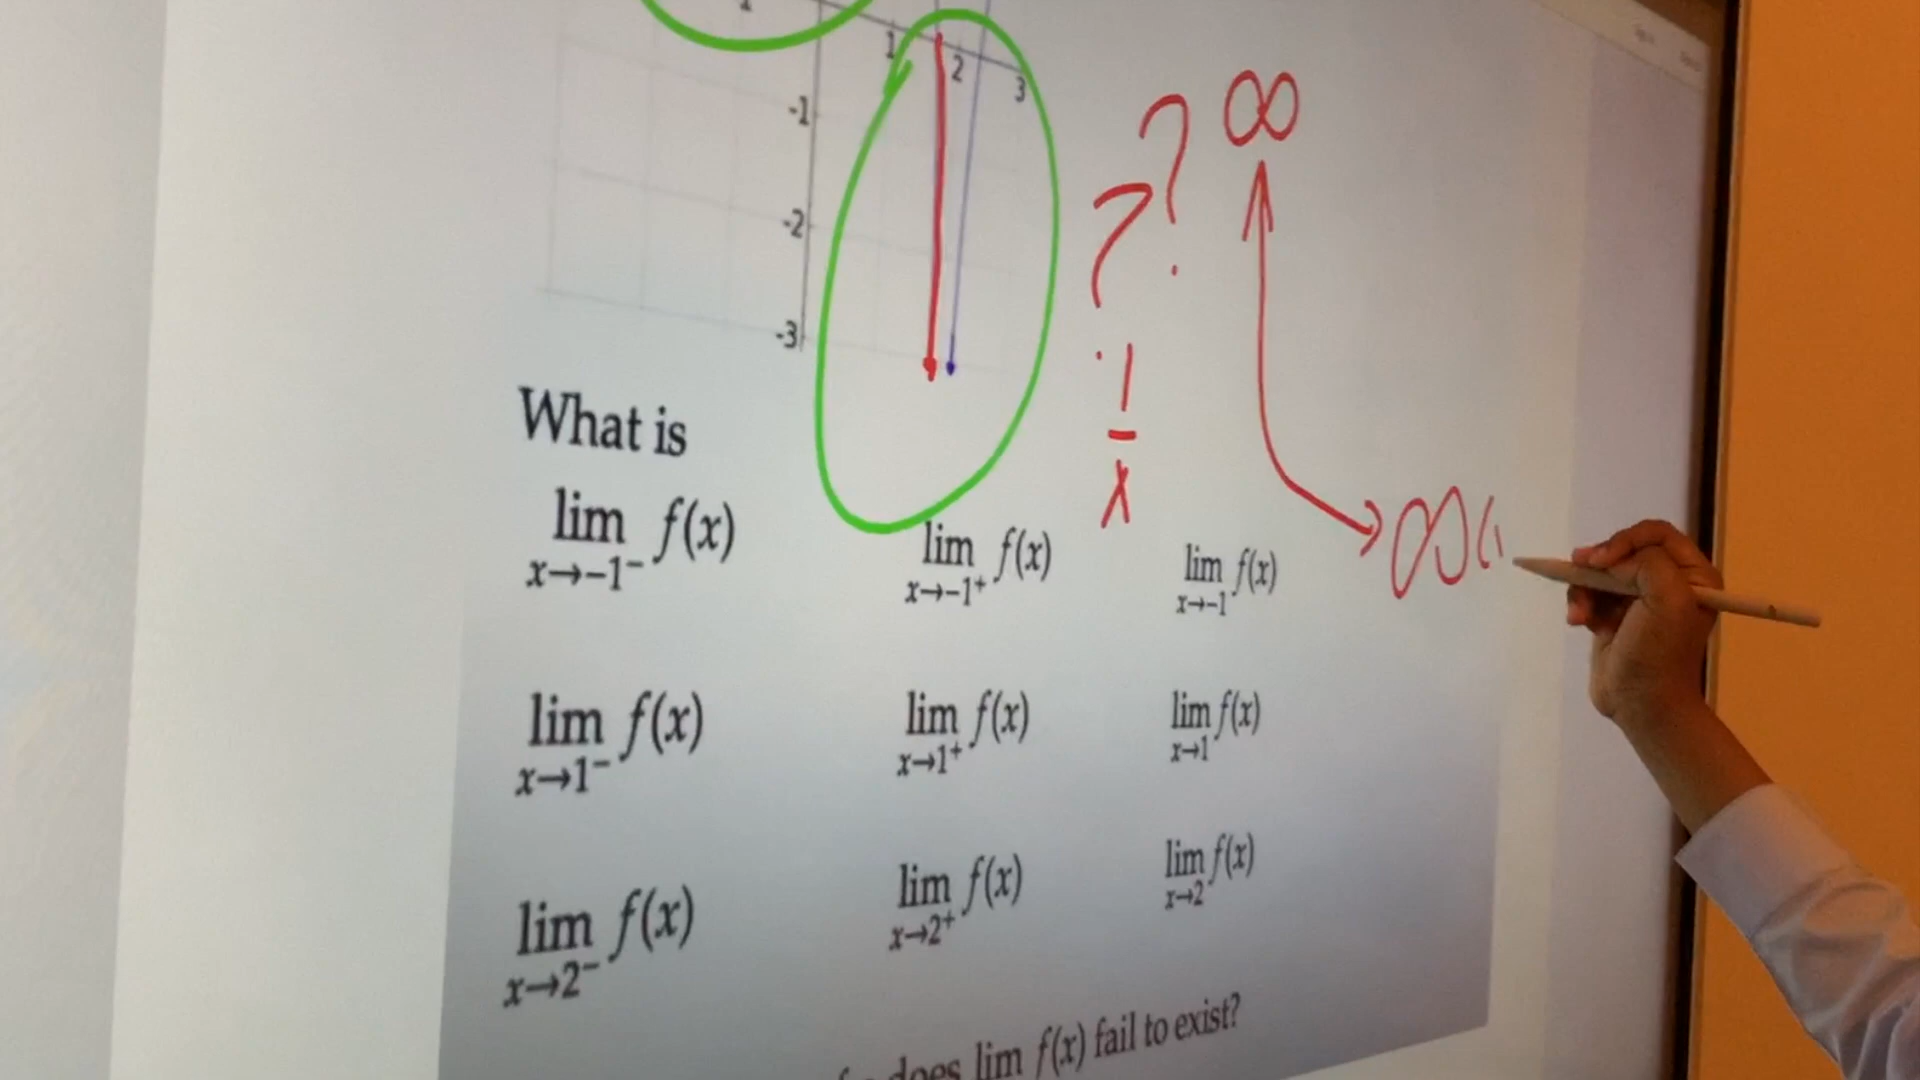 1 2 3
-1
-2
-3
? ? ∞
1
—
x
∞(1
What is
lim f(x) lim f(x) lim f(x)
x→-1⁻ x→-1⁺ x→-1
lim f(x) lim f(x) lim f(x)
x→1⁻ x→1⁺ x→1
lim f(x) lim f(x) lim f(x)
x→2⁻ x→2⁺ x→2
does lim f(x) fail to exist?